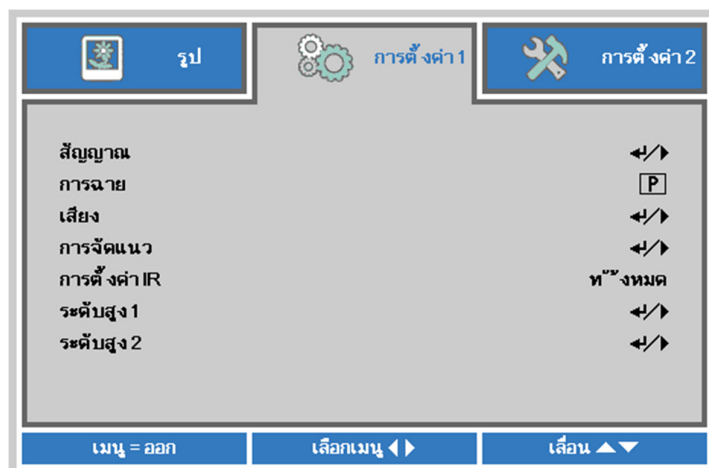 รูป
การตั้งค่า 1
การตั้งค่า 2
สัญญาณ
การฉาย P
เสียง
การจัดแนว
การตั้งค่า IR ทั้งหมด
ระดับสูง 1
ระดับสูง 2
เมนู = ออก
เลือกเมนู
เลื่อน